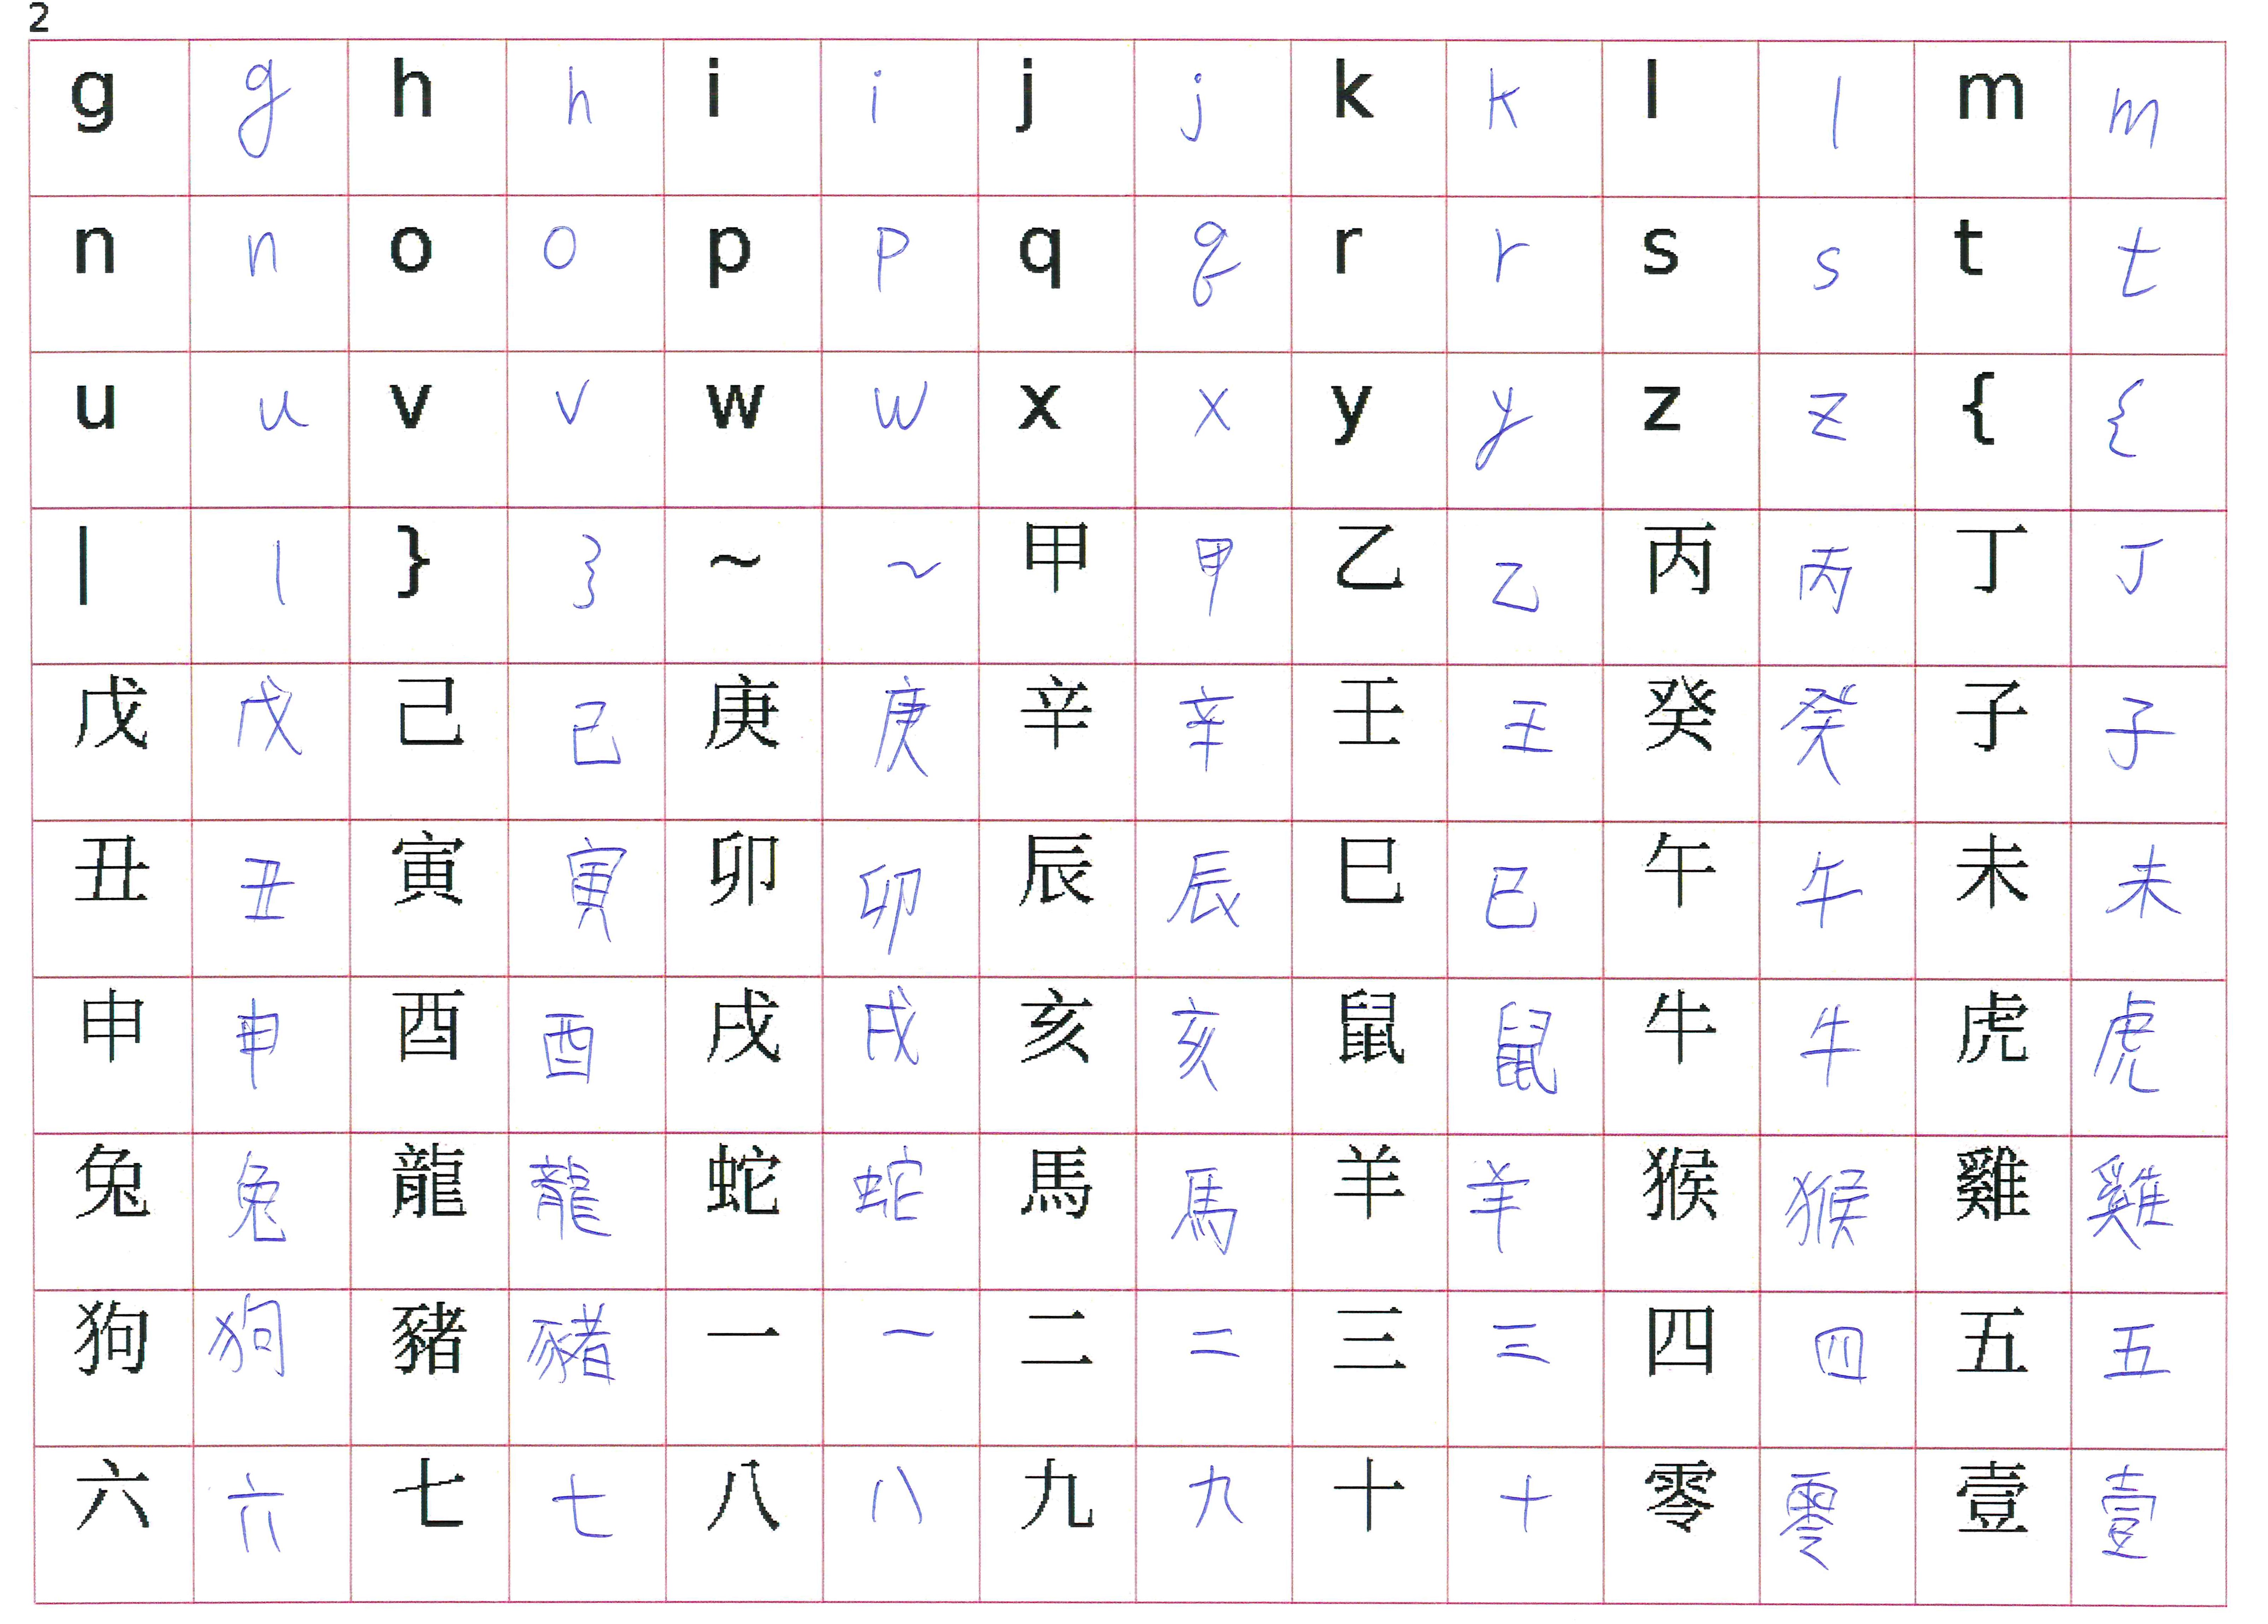 2
g g h h i i j j k k l l m m
n n o o p p q q r r s s t t
u u v v w w x x y y z z { {
| | } } ~ ~ 甲 甲 乙 乙 丙 丙 丁 丁
戊 戊 己 己 庚 庚 辛 辛 壬 壬 癸 癸 子 子
丑 丑 寅 寅 卯 卯 辰 辰 巳 巳 午 午 未 未
申 申 酉 酉 戌 戌 亥 亥 鼠 鼠 牛 牛 虎 虎
兔 兔 龍 龍 蛇 蛇 馬 馬 羊 羊 猴 猴 雞 雞
狗 狗 豬 豬 一 一 二 二 三 三 四 四 五 五
六 六 七 七 八 八 九 九 十 十 零 零 壹 壹